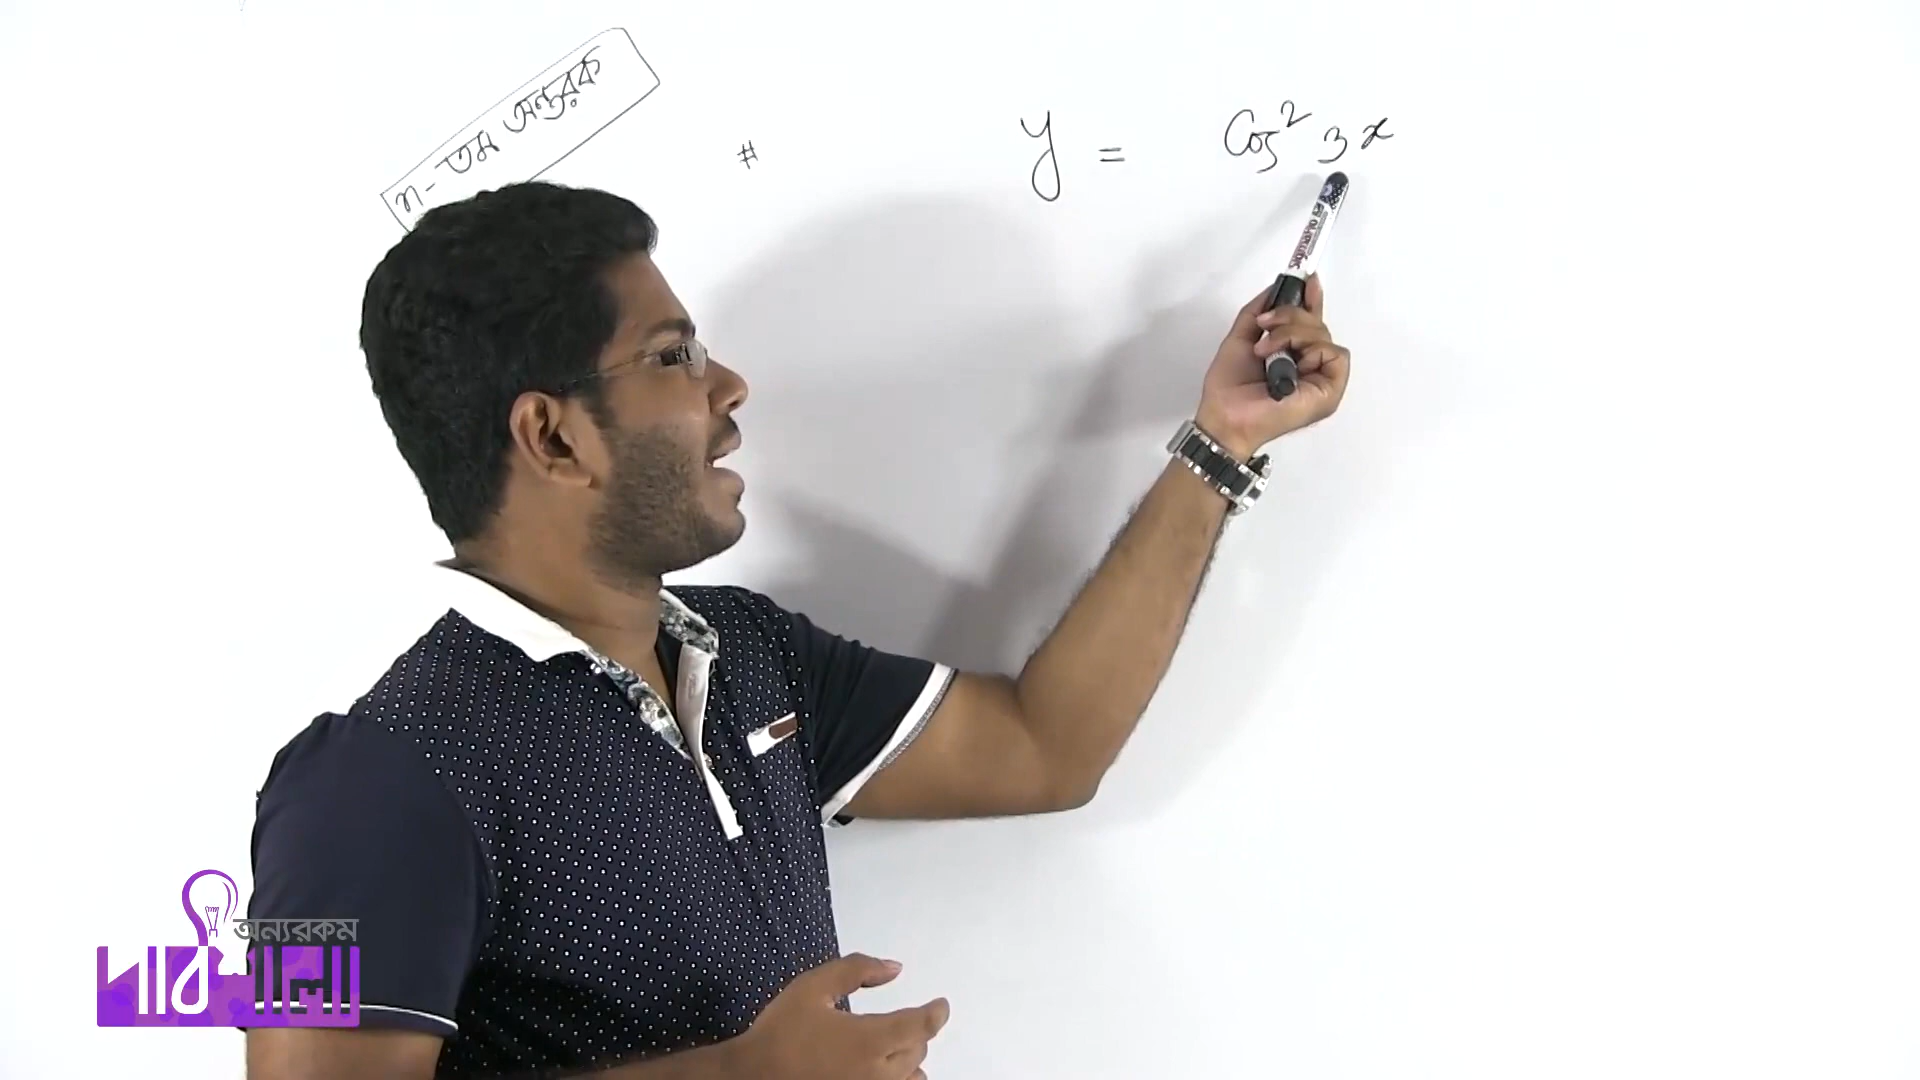 n- তম অন্তরক
# y = Cos² 3x
অন্যরকম
পাঠশালা